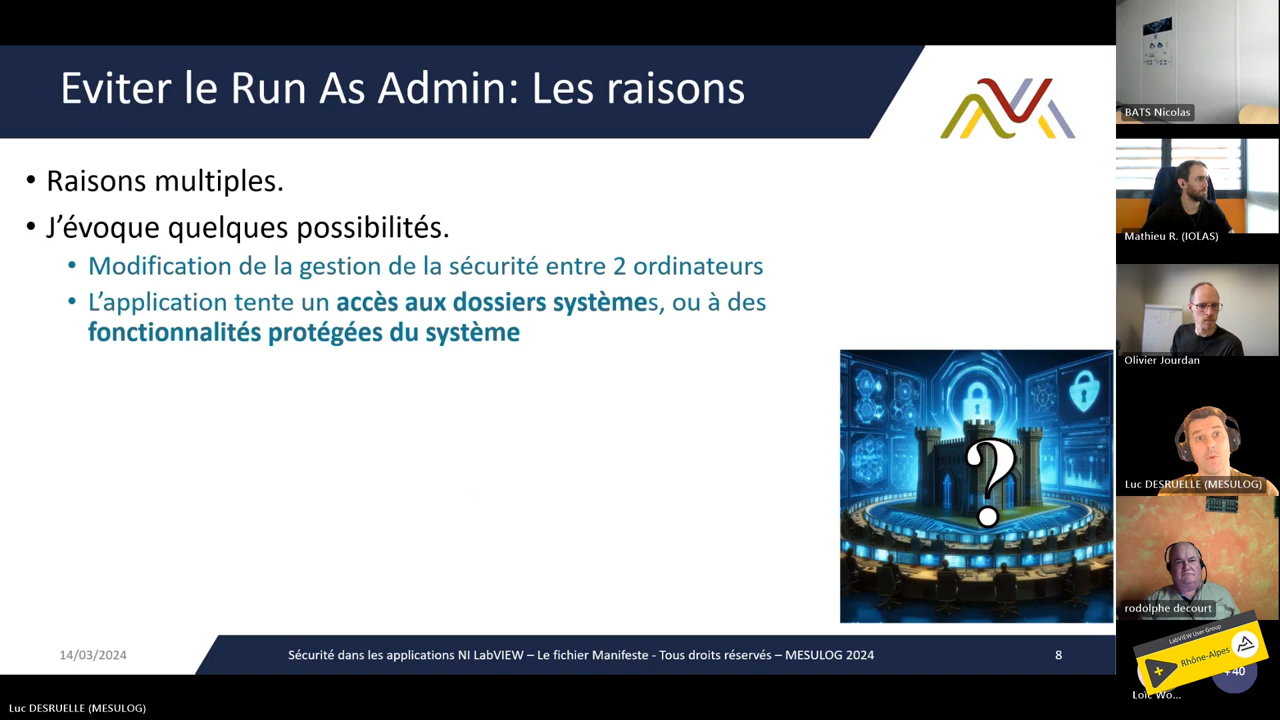 Eviter le Run As Admin: Les raisons
• Raisons multiples.
• J’évoque quelques possibilités.
• Modification de la gestion de la sécurité entre 2 ordinateurs
• L’application tente un accès aux dossiers systèmes, ou à des
fonctionnalités protégées du système
?
14/03/2024
Sécurité dans les applications NI LabVIEW – Le fichier Manifeste - Tous droits réservés – MESULOG 2024
8
Luc DESRUELLE (MESULOG)
BATS Nicolas
Mathieu R. (IOLAS)
Olivier Jourdan
Luc DESRUELLE (MESULOG)
rodolphe decourt
LabVIEW User Group
Rhône-Alpes
+40
Loïc Wo...